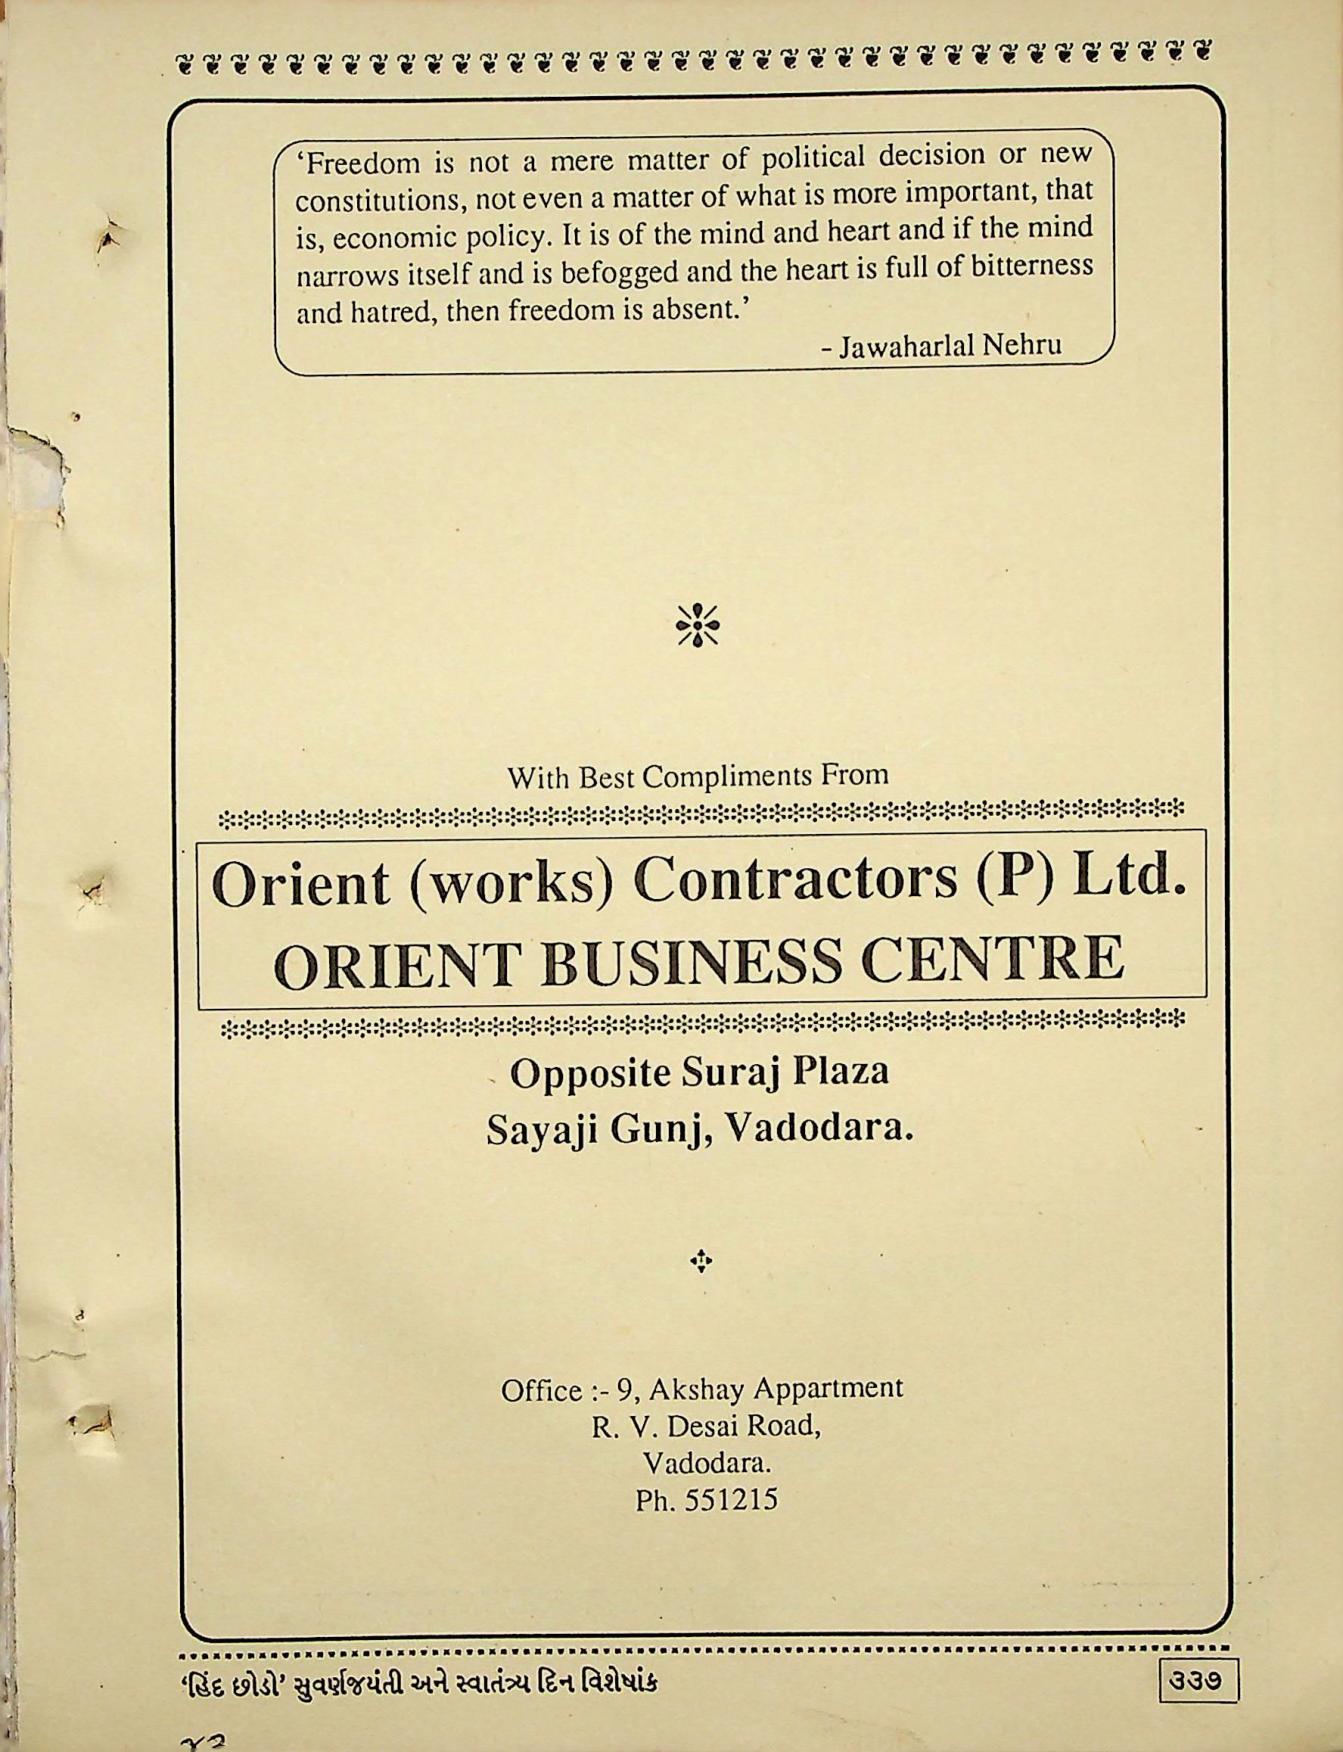 ‘Freedom is not a mere matter of political decision or new
constitutions, not even a matter of what is more important, that
is, economic policy. It is of the mind and heart and if the mind
narrows itself and is befogged and the heart is full of bitterness
and hatred, then freedom is absent.’
- Jawaharlal Nehru
With Best Compliments From
Orient (works) Contractors (P) Ltd.
ORIENT BUSINESS CENTRE
Opposite Suraj Plaza
Sayaji Gunj, Vadodara.
Office :- 9, Akshay Appartment
R. V. Desai Road,
Vadodara.
Ph. 551215
‘હિંદ છોડો’ સુવર્ણજયંતી અને સ્વાતંત્ર્ય દિન વિશેષાંક
૩૩૭